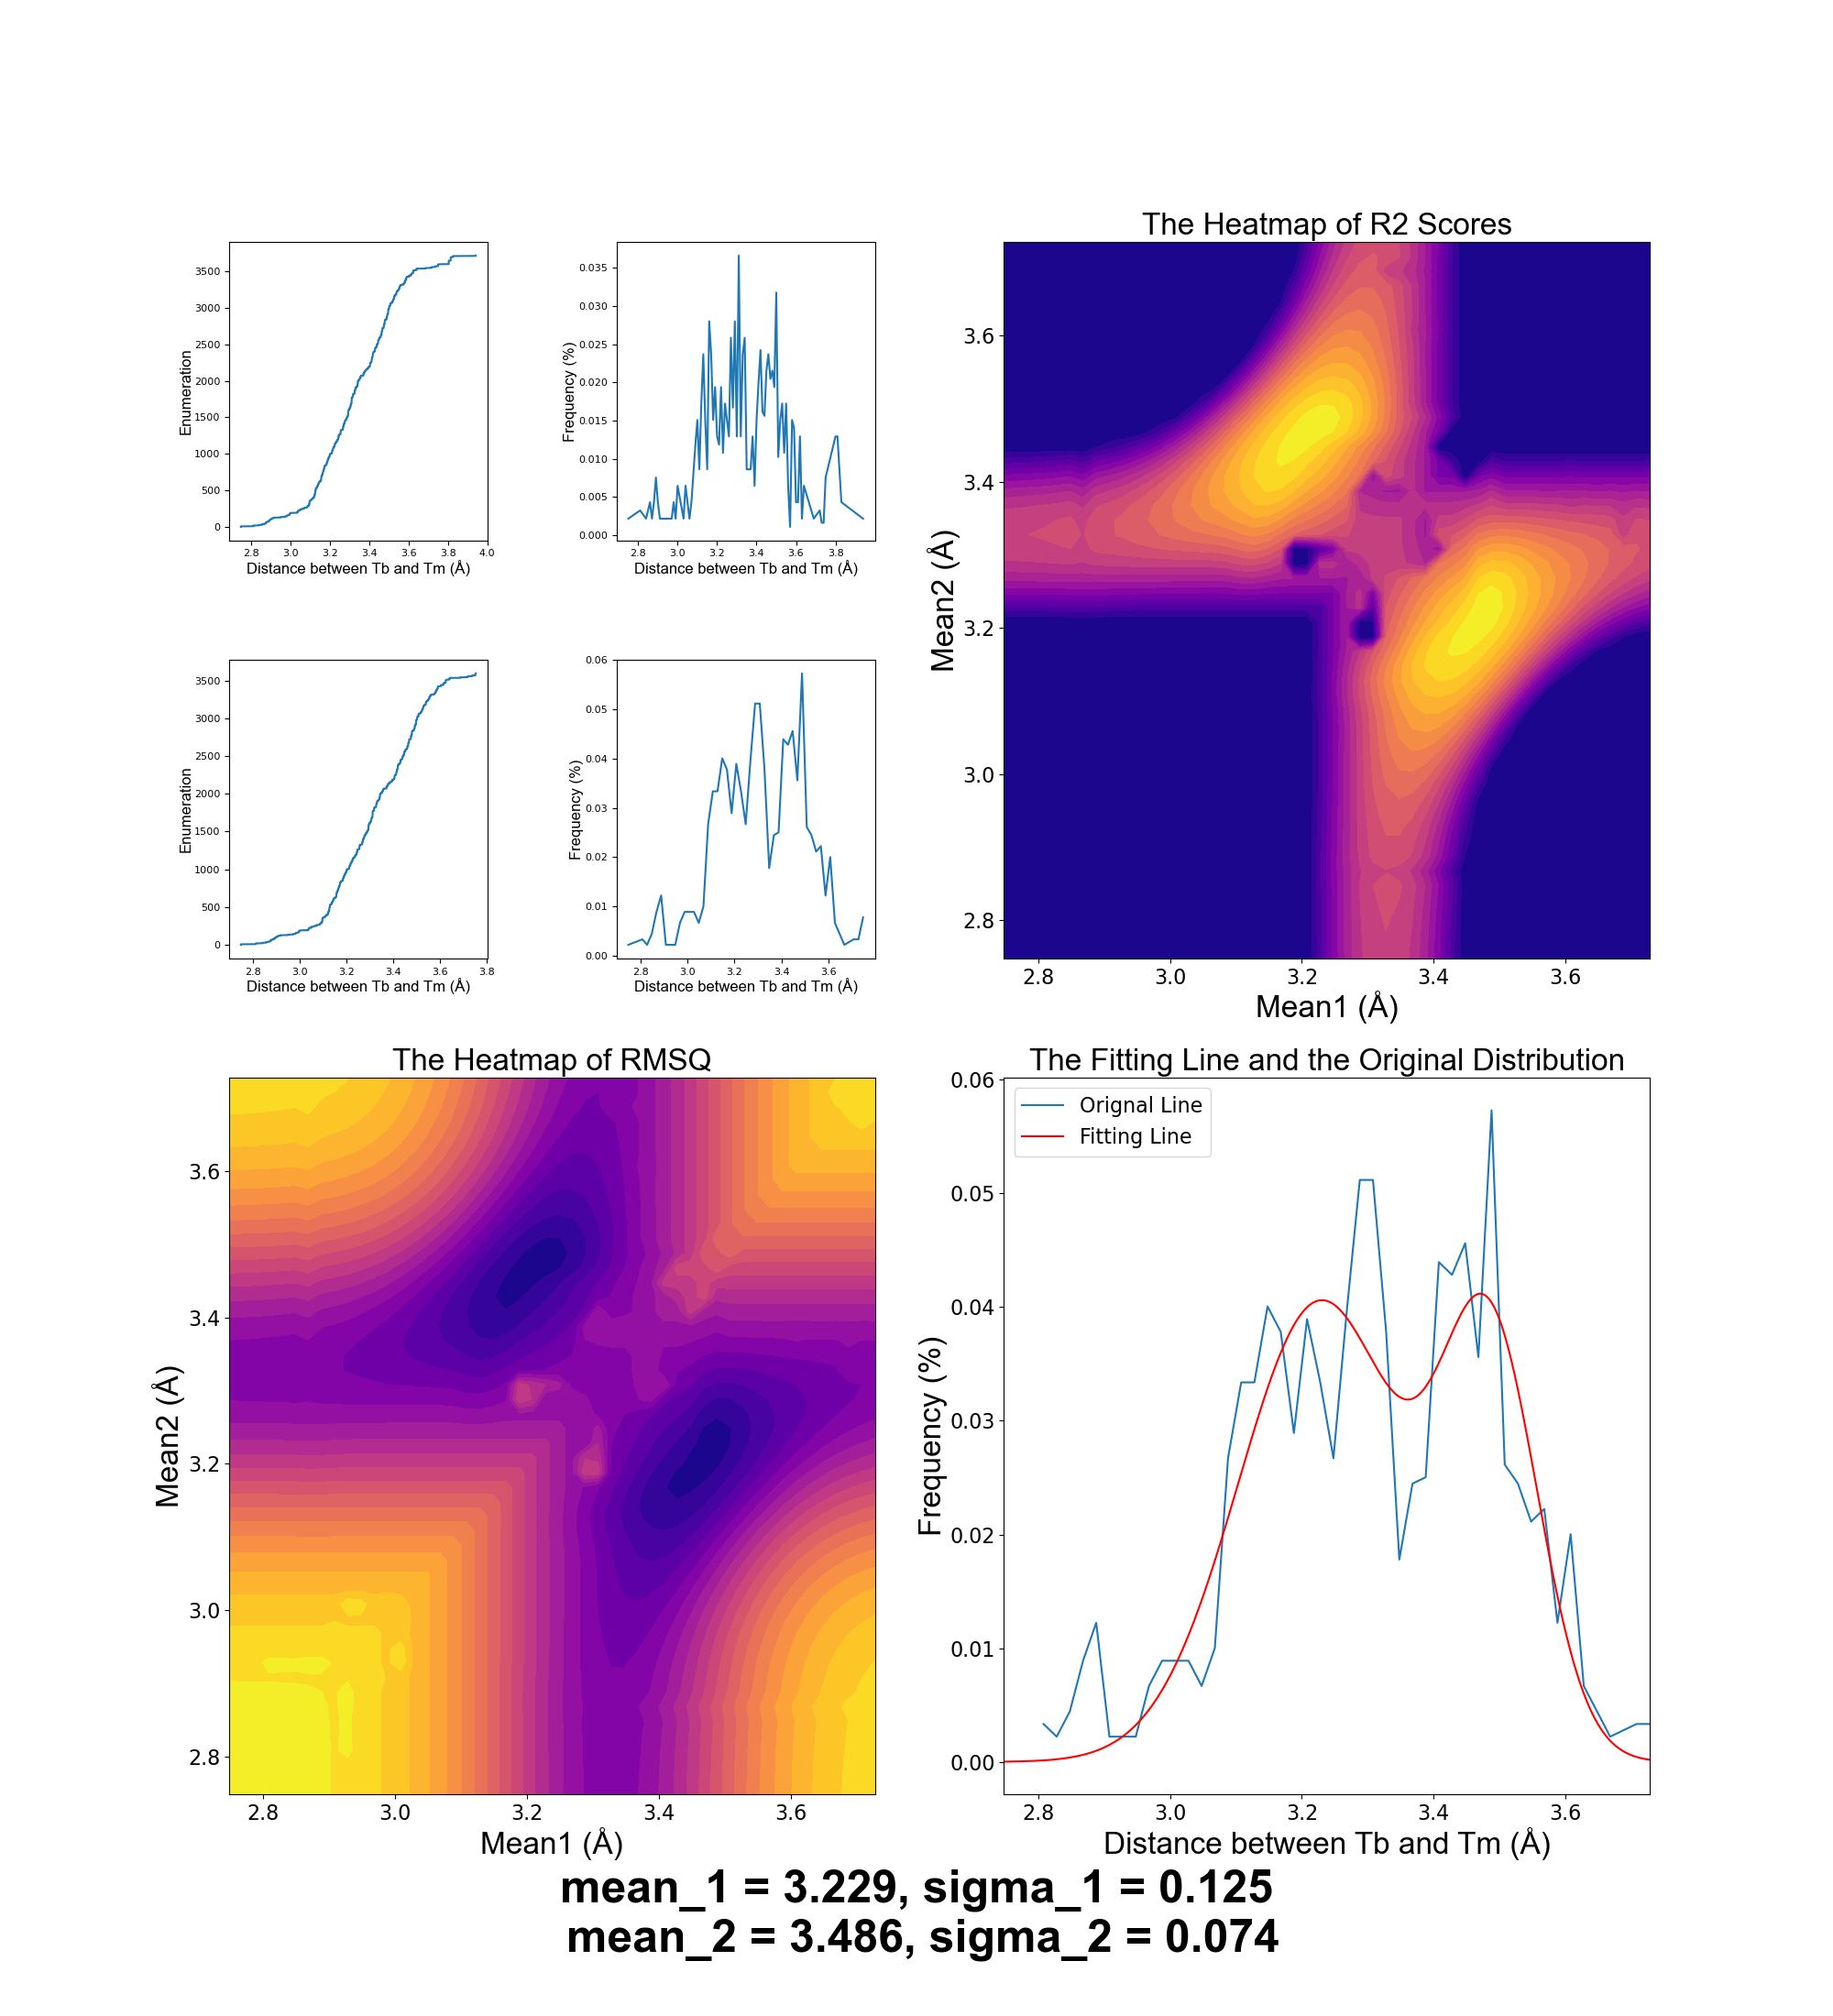 The Heatmap of R2 Scores
3500
3000
2500
2000
1500
1000
500
0
Enumeration
2.8 3.0 3.2 3.4 3.6 3.8 4.0
Distance between Tb and Tm (Å)
0.035
0.030
0.025
0.020
0.015
0.010
0.005
0.000
Frequency (%)
2.8 3.0 3.2 3.4 3.6 3.8
Distance between Tb and Tm (Å)
3.6
3.4
3.2
3.0
2.8
Mean2 (Å)
2.8 3.0 3.2 3.4 3.6
Mean1 (Å)
3500
3000
2500
2000
1500
1000
500
0
Enumeration
2.8 3.0 3.2 3.4 3.6 3.8
Distance between Tb and Tm (Å)
0.06
0.05
0.04
0.03
0.02
0.01
0.00
Frequency (%)
2.8 3.0 3.2 3.4 3.6
Distance between Tb and Tm (Å)
The Heatmap of RMSQ
3.6
3.4
3.2
3.0
2.8
Mean2 (Å)
2.8 3.0 3.2 3.4 3.6
Mean1 (Å)
The Fitting Line and the Original Distribution
Orignal Line
Fitting Line
0.06
0.05
0.04
0.03
0.02
0.01
0.00
Frequency (%)
2.8 3.0 3.2 3.4 3.6
Distance between Tb and Tm (Å)
mean_1 = 3.229, sigma_1 = 0.125
mean_2 = 3.486, sigma_2 = 0.074